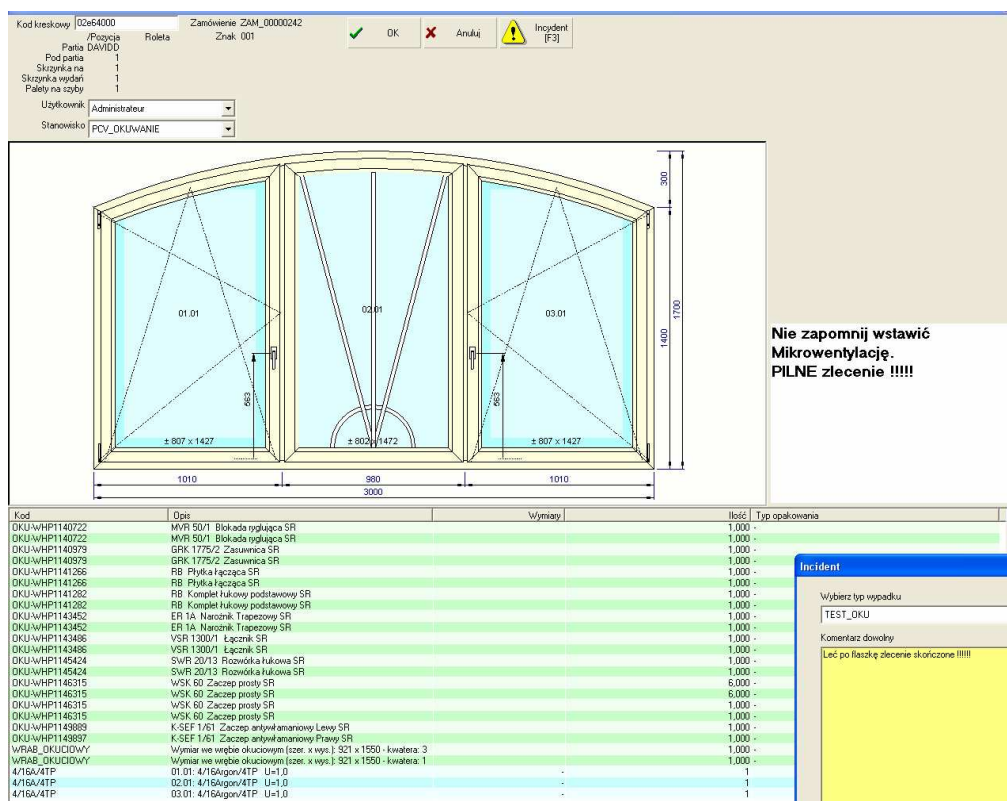 Kod kreskowy 02e64000 Zamówienie ZAM_00000242
/Pozycja Roleta Znak 001
Partia DAVIDD
Pod partia 1
Skrzynka na 1
Skrzynka wydań 1
Palety na szyby 1
OK Anuluj Incydent [F3]
Użytkownik Administrateur
Stanowisko PCV_OKUWANIE
300
01.01 02.01 03.01
1400 1700
563 563
± 807 x 1427 ± 802 x 1472 ± 807 x 1427
1010 980 1010
3000
Nie zapomnij wstawić
Mikrowentylację.
PILNE zlecenie !!!!!
Kod Opis Wymiary Ilość Typ opakowania
OKU-WHP1140722 MVR 50/1 Blokada ryglująca SR 1,000 -
OKU-WHP1140722 MVR 50/1 Blokada ryglująca SR 1,000 -
OKU-WHP1140979 GRK 1775/2 Zasuwnica SR 1,000 -
OKU-WHP1140979 GRK 1775/2 Zasuwnica SR 1,000 -
OKU-WHP1141266 RB Płytka łącząca SR 1,000 -
OKU-WHP1141266 RB Płytka łącząca SR 1,000 -
OKU-WHP1141282 RB Komplet łukowy podstawowy SR 1,000 -
OKU-WHP1141282 RB Komplet łukowy podstawowy SR 1,000 -
OKU-WHP1143452 ER 1A Narożnik Trapezowy SR 1,000 -
OKU-WHP1143452 ER 1A Narożnik Trapezowy SR 1,000 -
OKU-WHP1143486 VSR 1300/1 Łącznik SR 1,000 -
OKU-WHP1143486 VSR 1300/1 Łącznik SR 1,000 -
OKU-WHP1145424 SWR 20/13 Rozwórka łukowa SR 1,000 -
OKU-WHP1145424 SWR 20/13 Rozwórka łukowa SR 1,000 -
OKU-WHP1146315 WSK 60 Zaczep prosty SR 6,000 -
OKU-WHP1146315 WSK 60 Zaczep prosty SR 6,000 -
OKU-WHP1146315 WSK 60 Zaczep prosty SR 1,000 -
OKU-WHP1146315 WSK 60 Zaczep prosty SR 1,000 -
OKU-WHP1149889 K-SEF 1/61 Zaczep antywłamaniowy Lewy SR 1,000 -
OKU-WHP1149897 K-SEF 1/61 Zaczep antywłamaniowy Prawy SR 1,000 -
WRAB_OKUCIOWY Wymiar we wrębie okuciowym (szer. x wys.): 921 x 1550 - kwatera: 3 1,000 -
WRAB_OKUCIOWY Wymiar we wrębie okuciowym (szer. x wys.): 921 x 1550 - kwatera: 1 1,000 -
4/16A/4TP 01.01: 4/16Argon/4TP U=1,0 - 1
4/16A/4TP 02.01: 4/16Argon/4TP U=1,0 - 1
4/16A/4TP 03.01: 4/16Argon/4TP U=1,0 - 1
Incident
Wybierz typ wypadku
TEST_OKU
Komentarz dowolny
Leć po flaszkę zlecenie skończone !!!!!!